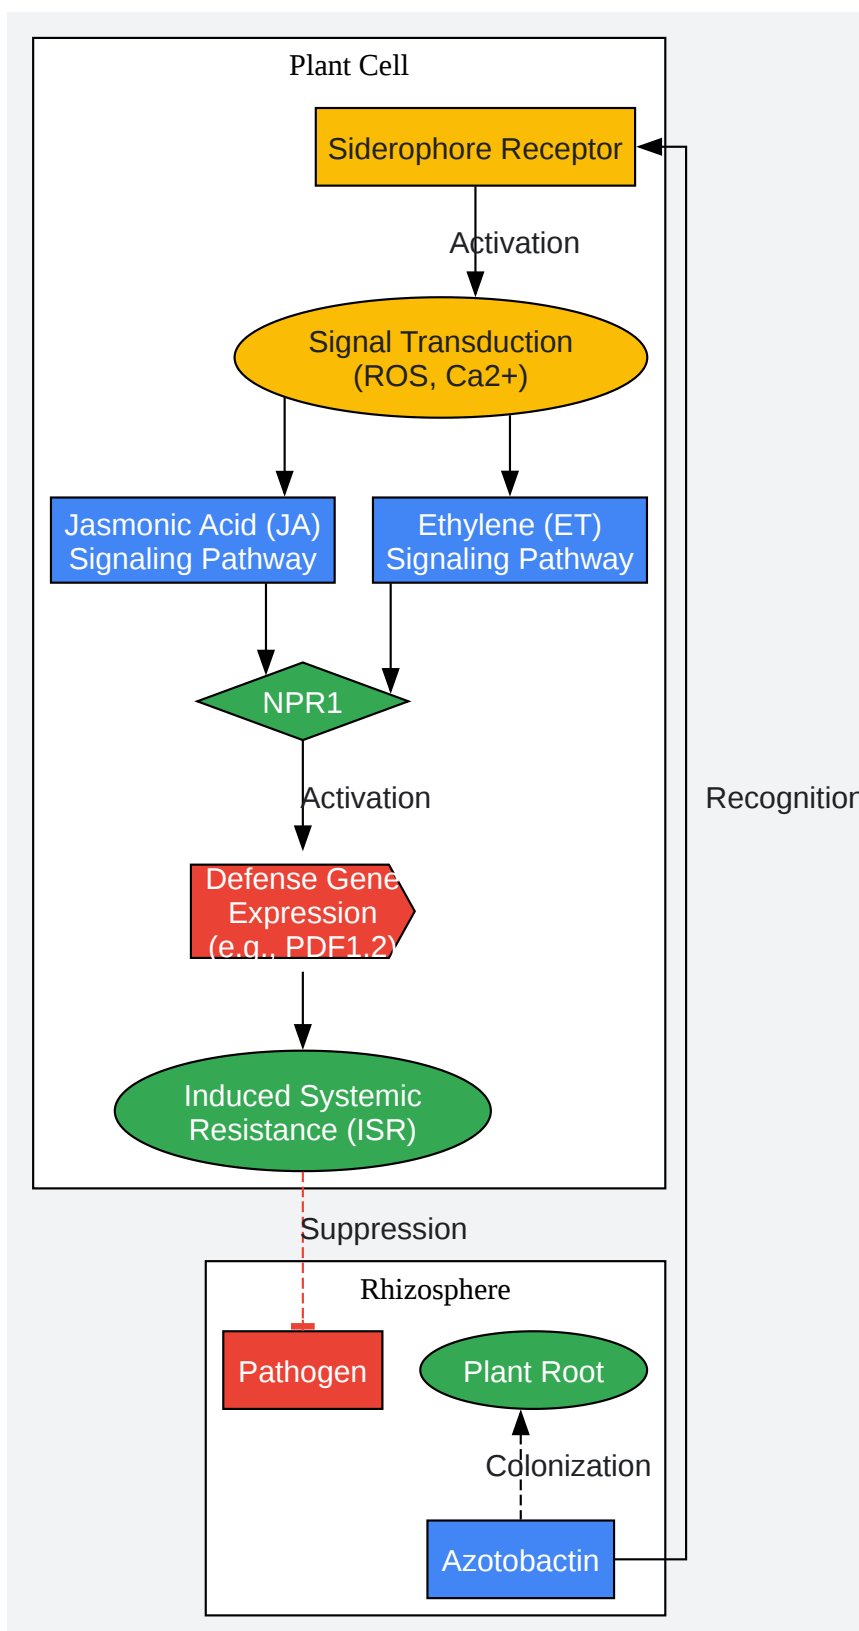 Plant Cell
Siderophore Receptor
Activation
Signal Transduction
(ROS, Ca2+)
Jasmonic Acid (JA)
Signaling Pathway
Ethylene (ET)
Signaling Pathway
NPR1
Activation
Recognition
Defense Gene
Expression
(e.g., PDF1.2)
Induced Systemic
Resistance (ISR)
Suppression
Rhizosphere
Pathogen
Plant Root
Colonization
Azotobactin